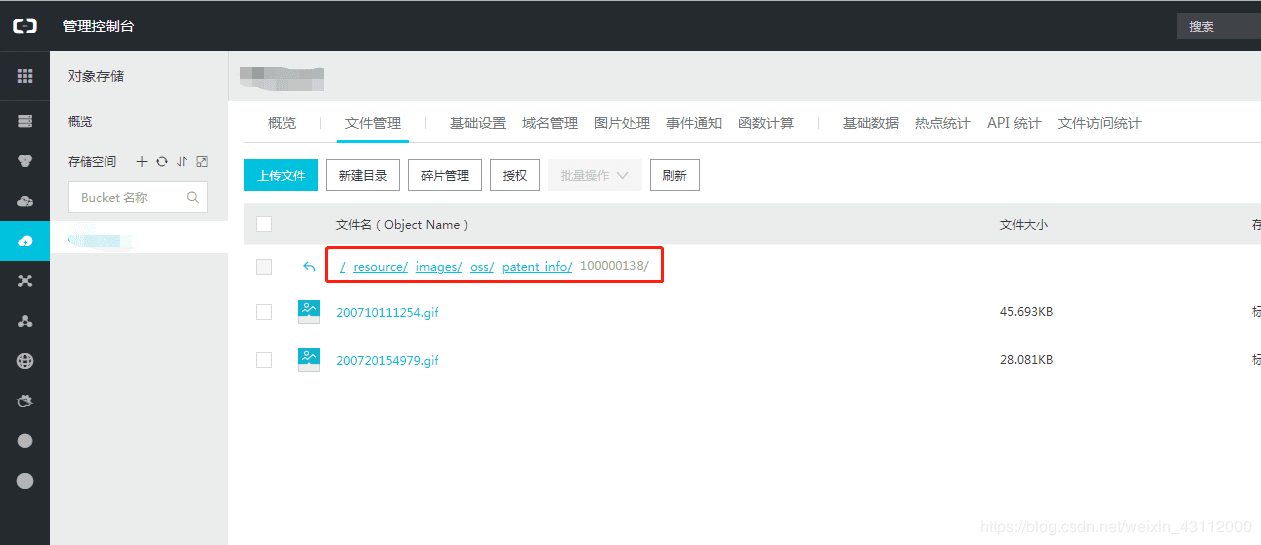 管理控制台
搜索
对象存储
概览
存储空间
Bucket 名称
概览 文件管理 基础设置 域名管理 图片处理 事件通知 函数计算 基础数据 热点统计 API 统计 文件访问统计
上传文件 新建目录 碎片管理 授权 批量操作 刷新
文件名 ( Object Name ) 文件大小
/ resource/ images/ oss/ patent_info/ 100000138/
200710111254.gif 45.693KB
200720154979.gif 28.081KB
https://blog.csdn.net/weixin_43112000